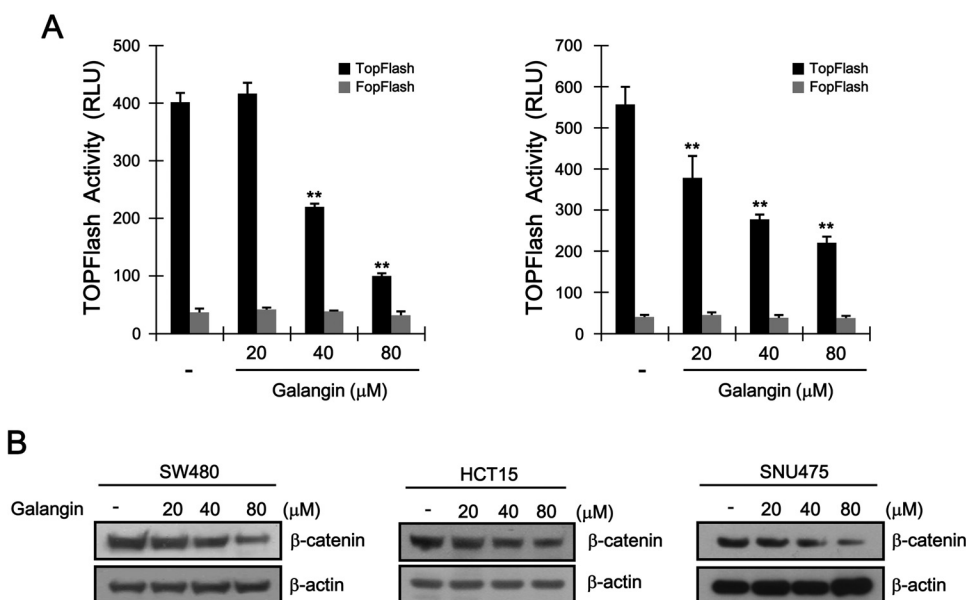 A
500
400
300
200
100
0
TOPFlash Activity (RLU)
TopFlash
FopFlash
**
**
-
20 40 80
Galangin (μM)
700
600
500
400
300
200
100
0
TOPFlash Activity (RLU)
TopFlash
FopFlash
**
**
**
-
20 40 80
Galangin (μM)
B
SW480
Galangin - 20 40 80 (μM)
β-catenin
β-actin
HCT15
- 20 40 80 (μM)
β-catenin
β-actin
SNU475
- 20 40 80 (μM)
β-catenin
β-actin